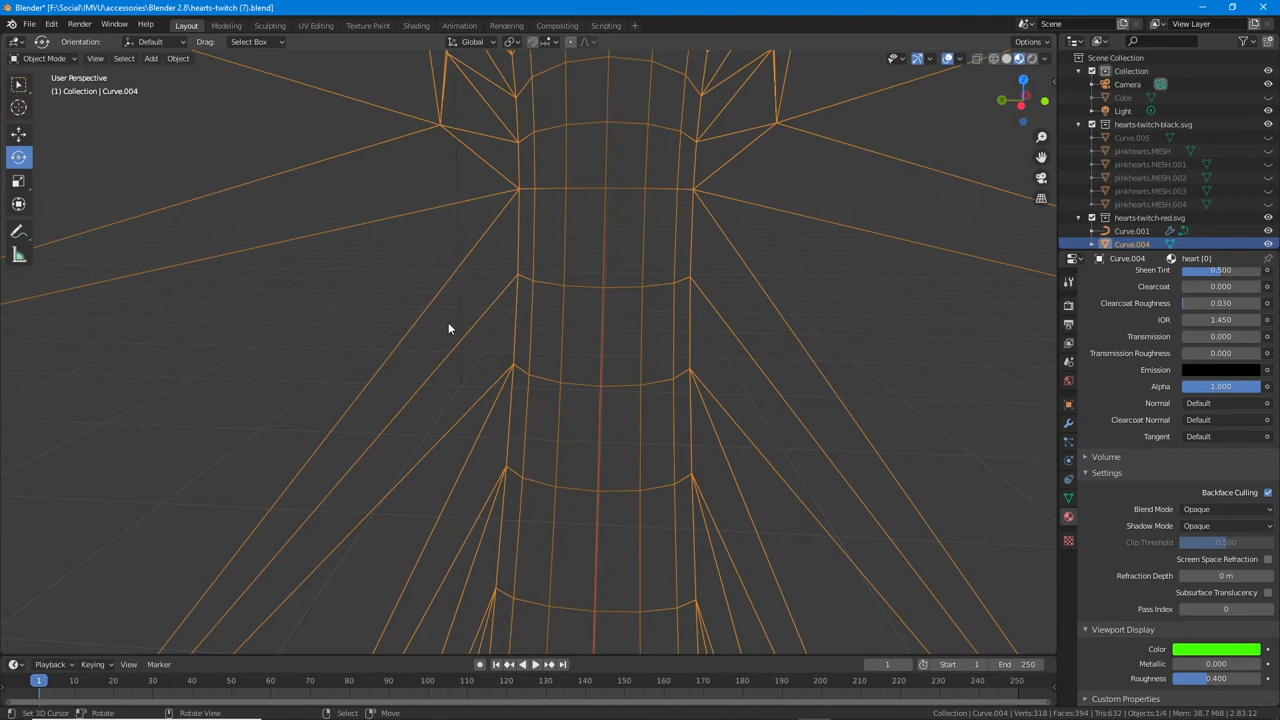 Blender* [F:\Social\IMVU\accessories\Blender 2.8\hearts-twitch (7).blend]
File Edit Render Window Help Layout Modeling Sculpting UV Editing Texture Paint Shading Animation Rendering Compositing Scripting + Scene View Layer
Orientation: Default Drag: Select Box Global Options
Object Mode View Select Add Object
User Perspective
(1) Collection | Curve.004
Z
Scene Collection
Collection
Camera
Cube
Light
hearts-twitch-black.svg
Curve.005
pinkhearts.MESH
pinkhearts.MESH.001
pinkhearts.MESH.002
pinkhearts.MESH.003
pinkhearts.MESH.004
hearts-twitch-red.svg
Curve.001
Curve.004
Curve.004 heart [0]
Sheen Tint 0.500
Clearcoat 0.000
Clearcoat Roughness 0.030
IOR 1.450
Transmission 0.000
Transmission Roughness 0.000
Emission
Alpha 1.000
Normal Default
Clearcoat Normal Default
Tangent Default
Volume
Settings
Backface Culling
Blend Mode Opaque
Shadow Mode Opaque
Clip Threshold 0.500
Screen Space Refraction
Refraction Depth 0 m
Subsurface Translucency
Pass Index 0
Viewport Display
Color
Metallic 0.000
Roughness 0.400
Custom Properties
Playback Keying View Marker 1 Start 1 End 250
1 10 20 30 40 50 60 70 80 90 100 110 120 130 140 150 160 170 180 190 200 210 220 230 240 250
Set 3D Cursor Rotate Rotate View Select Move Collection | Curve.004 | Verts:318 | Faces:394 | Tris:632 | Objects:1/4 | Mem: 38.7 MiB | 2.83.12